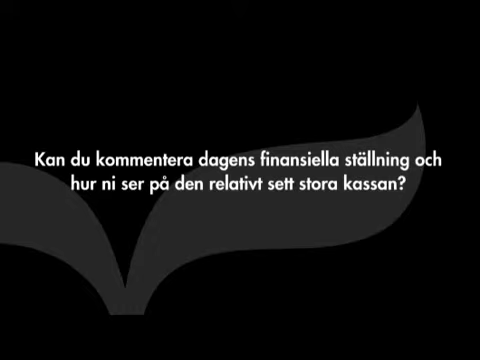 Kan du kommentera dagens finansiella ställning och
hur ni ser på den relativt sett stora kassan?